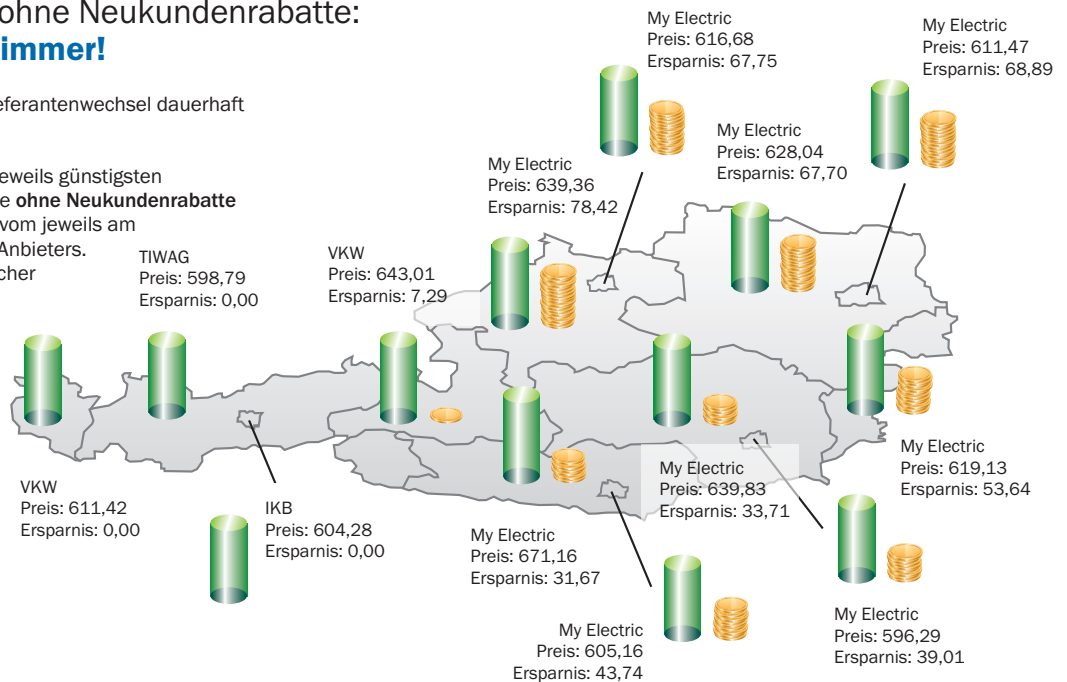 ohne Neukundenrabatte:
immer!
eferantenwechsel dauerhaft
eweils günstigsten
e ohne Neukundenrabatte
vom jeweils am
Anbieters.
cher
My Electric
Preis: 616,68
Ersparnis: 67,75
My Electric
Preis: 611,47
Ersparnis: 68,89
My Electric
Preis: 628,04
Ersparnis: 67,70
My Electric
Preis: 639,36
Ersparnis: 78,42
TIWAG
Preis: 598,79
Ersparnis: 0,00
VKW
Preis: 643,01
Ersparnis: 7,29
VKW
Preis: 611,42
Ersparnis: 0,00
IKB
Preis: 604,28
Ersparnis: 0,00
My Electric
Preis: 671,16
Ersparnis: 31,67
My Electric
Preis: 639,83
Ersparnis: 33,71
My Electric
Preis: 619,13
Ersparnis: 53,64
My Electric
Preis: 605,16
Ersparnis: 43,74
My Electric
Preis: 596,29
Ersparnis: 39,01